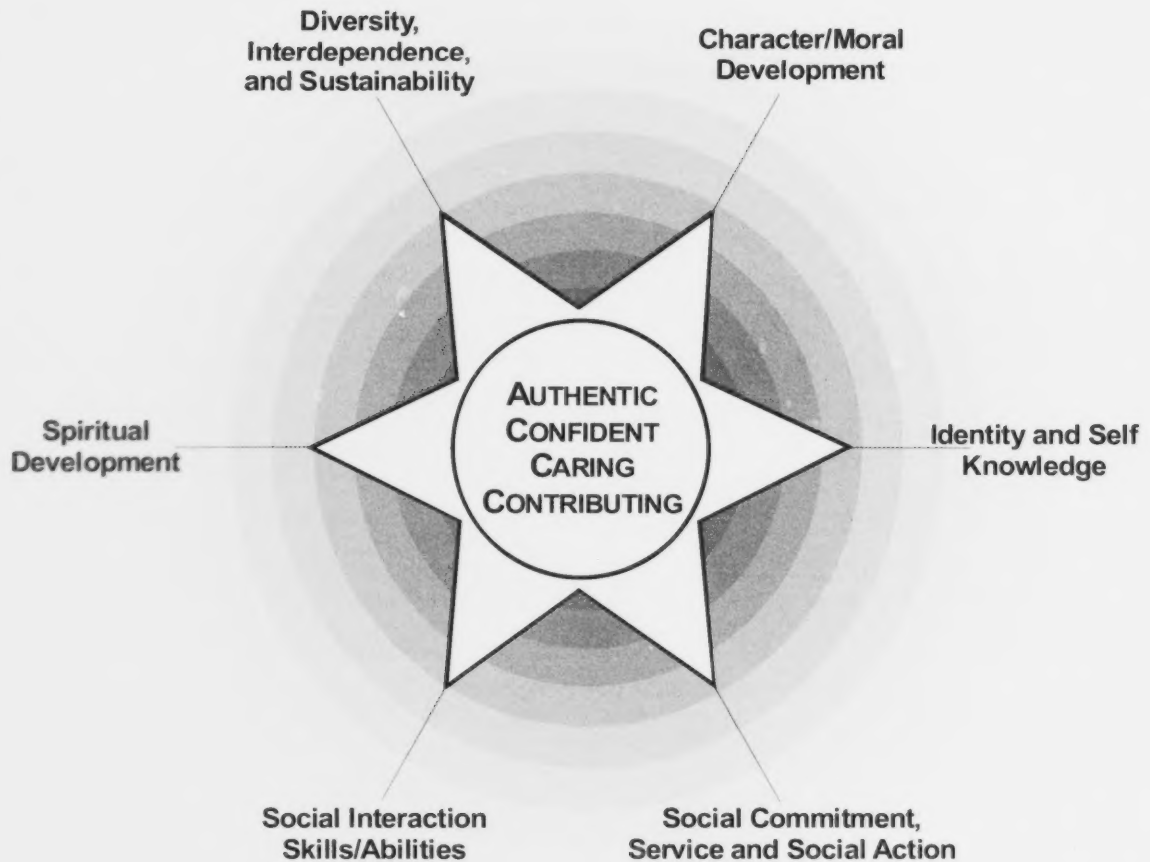 Diversity,
Interdependence,
and Sustainability
Character/Moral
Development
Spiritual
Development
AUTHENTIC
CONFIDENT
CARING
CONTRIBUTING
Identity and Self
Knowledge
Social Interaction
Skills/Abilities
Social Commitment,
Service and Social Action